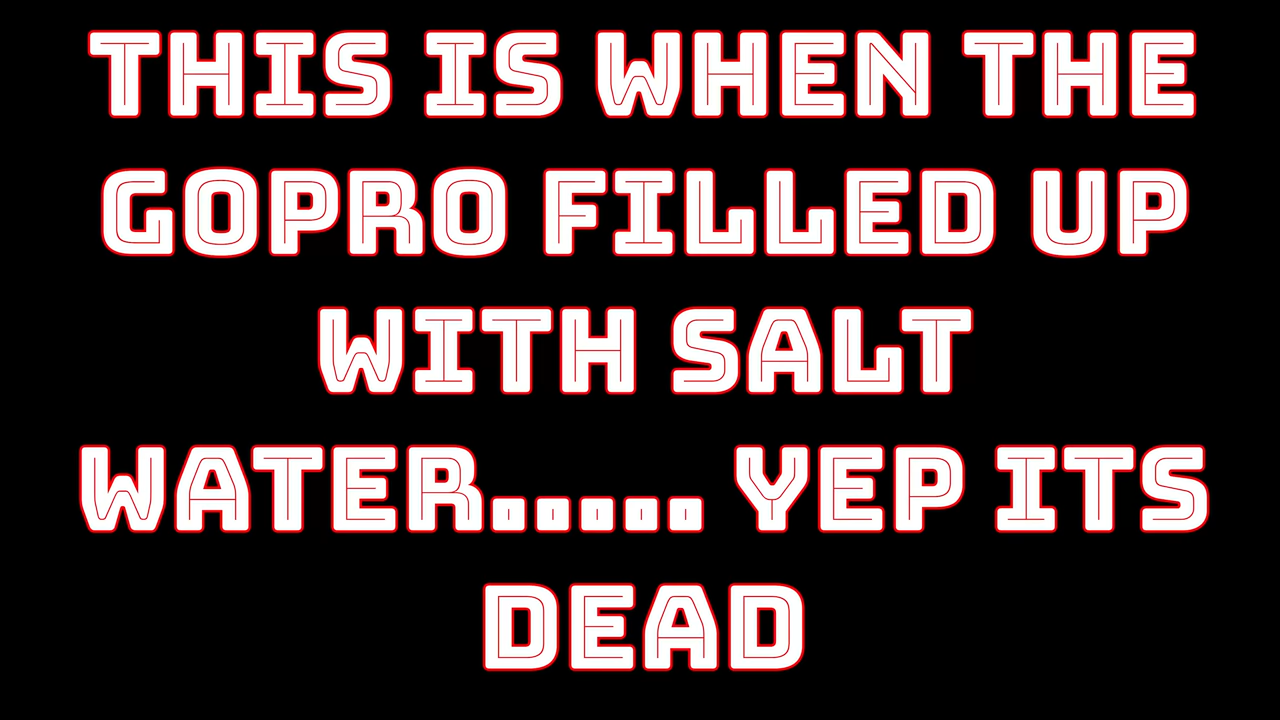 THIS IS WHEN THE
GOPRO FILLED UP
WITH SALT
WATER..... YEP ITS
DEAD